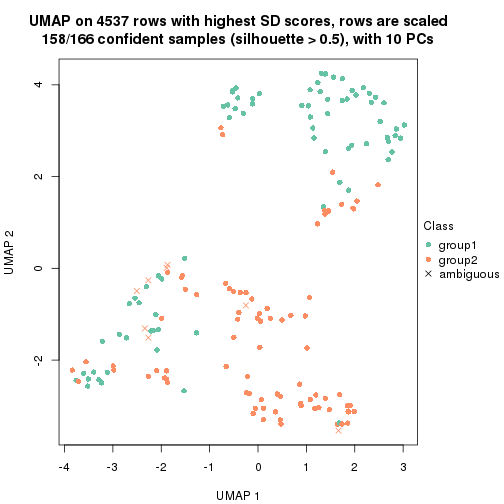 UMAP on 4537 rows with highest SD scores, rows are scaled
158/166 confident samples (silhouette > 0.5), with 10 PCs
4
2
0
-2
UMAP 2
Class
group1
group2
ambiguous
-4
-3
-2
-1
0
1
2
3
UMAP 1